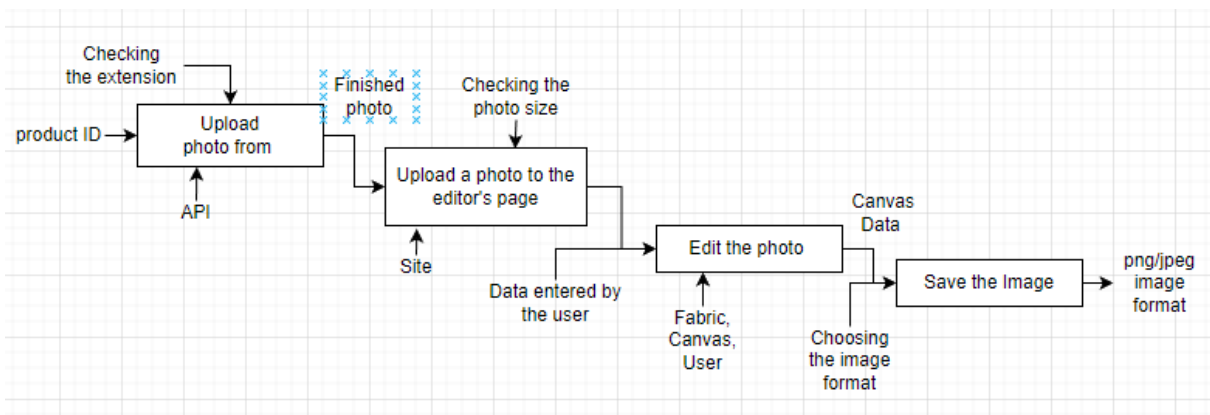 Checking
the extension
Finished
photo
Checking the
photo size
product ID
Upload
photo from
Upload a photo to the
editor's page
API
Site
Canvas
Data
Edit the photo
Data entered by
the user
Save the Image
png/jpeg
image
format
Fabric,
Canvas,
User
Choosing
the image
format